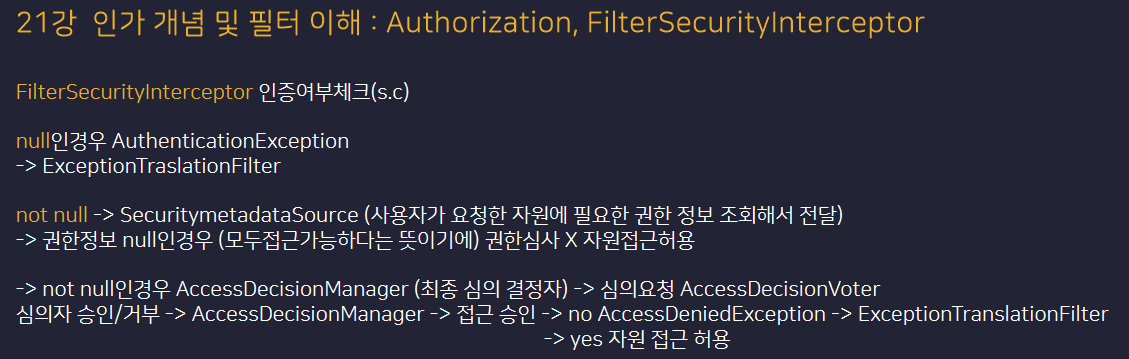 21강 인가 개념 및 필터 이해 : Authorization, FilterSecurityInterceptor
FilterSecurityInterceptor 인증여부체크(s.c)
null인경우 AuthenticationException
-> ExceptionTraslationFilter
not null -> SecuritymetadataSource (사용자가 요청한 자원에 필요한 권한 정보 조회해서 전달)
-> 권한정보 null인경우 (모두접근가능하다는 뜻이기에) 권한심사 X 자원접근허용
-> not null인경우 AccessDecisionManager (최종 심의 결정자) -> 심의요청 AccessDecisionVoter
심의자 승인/거부 -> AccessDecisionManager -> 접근 승인 -> no AccessDeniedException -> ExceptionTranslationFilter
-> yes 자원 접근 허용